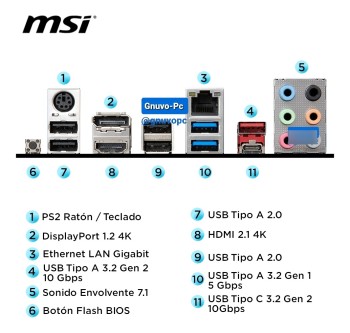 msi
1
2
3
4
5
Gnuvo-Pc
@gnuvopc
6
7
8
9
10
11
1 PS2 Ratón / Teclado
2 DisplayPort 1.2 4K
3 Ethernet LAN Gigabit
4 USB Tipo A 3.2 Gen 2
10 Gbps
5 Sonido Envolvente 7.1
6 Botón Flash BIOS
7 USB Tipo A 2.0
8 HDMI 2.1 4K
9 USB Tipo A 2.0
10 USB Tipo A 3.2 Gen 1
5 Gbps
11 USB Tipo C 3.2 Gen 2
10Gbps